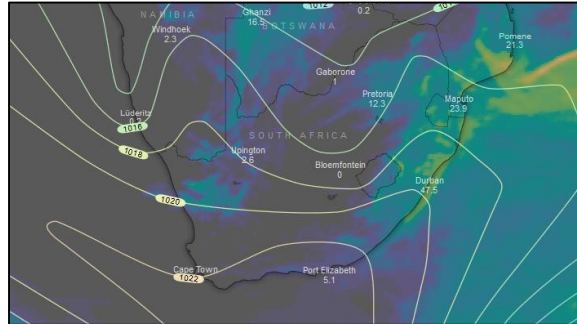 NAMIBIA
Windhoek
2.3
Ghanzi
16.5
BOTSWANA
1012
0.2
Pomene
21.3
Gaborone
1
Pretoria
12.3
Maputo
23.9
Lüderitz
1016
1018
SOUTH AFRICA
Upington
2.6
Bloemfontein
0
Durban
47.5
1020
Cape Town
1022
Port Elizabeth
5.1